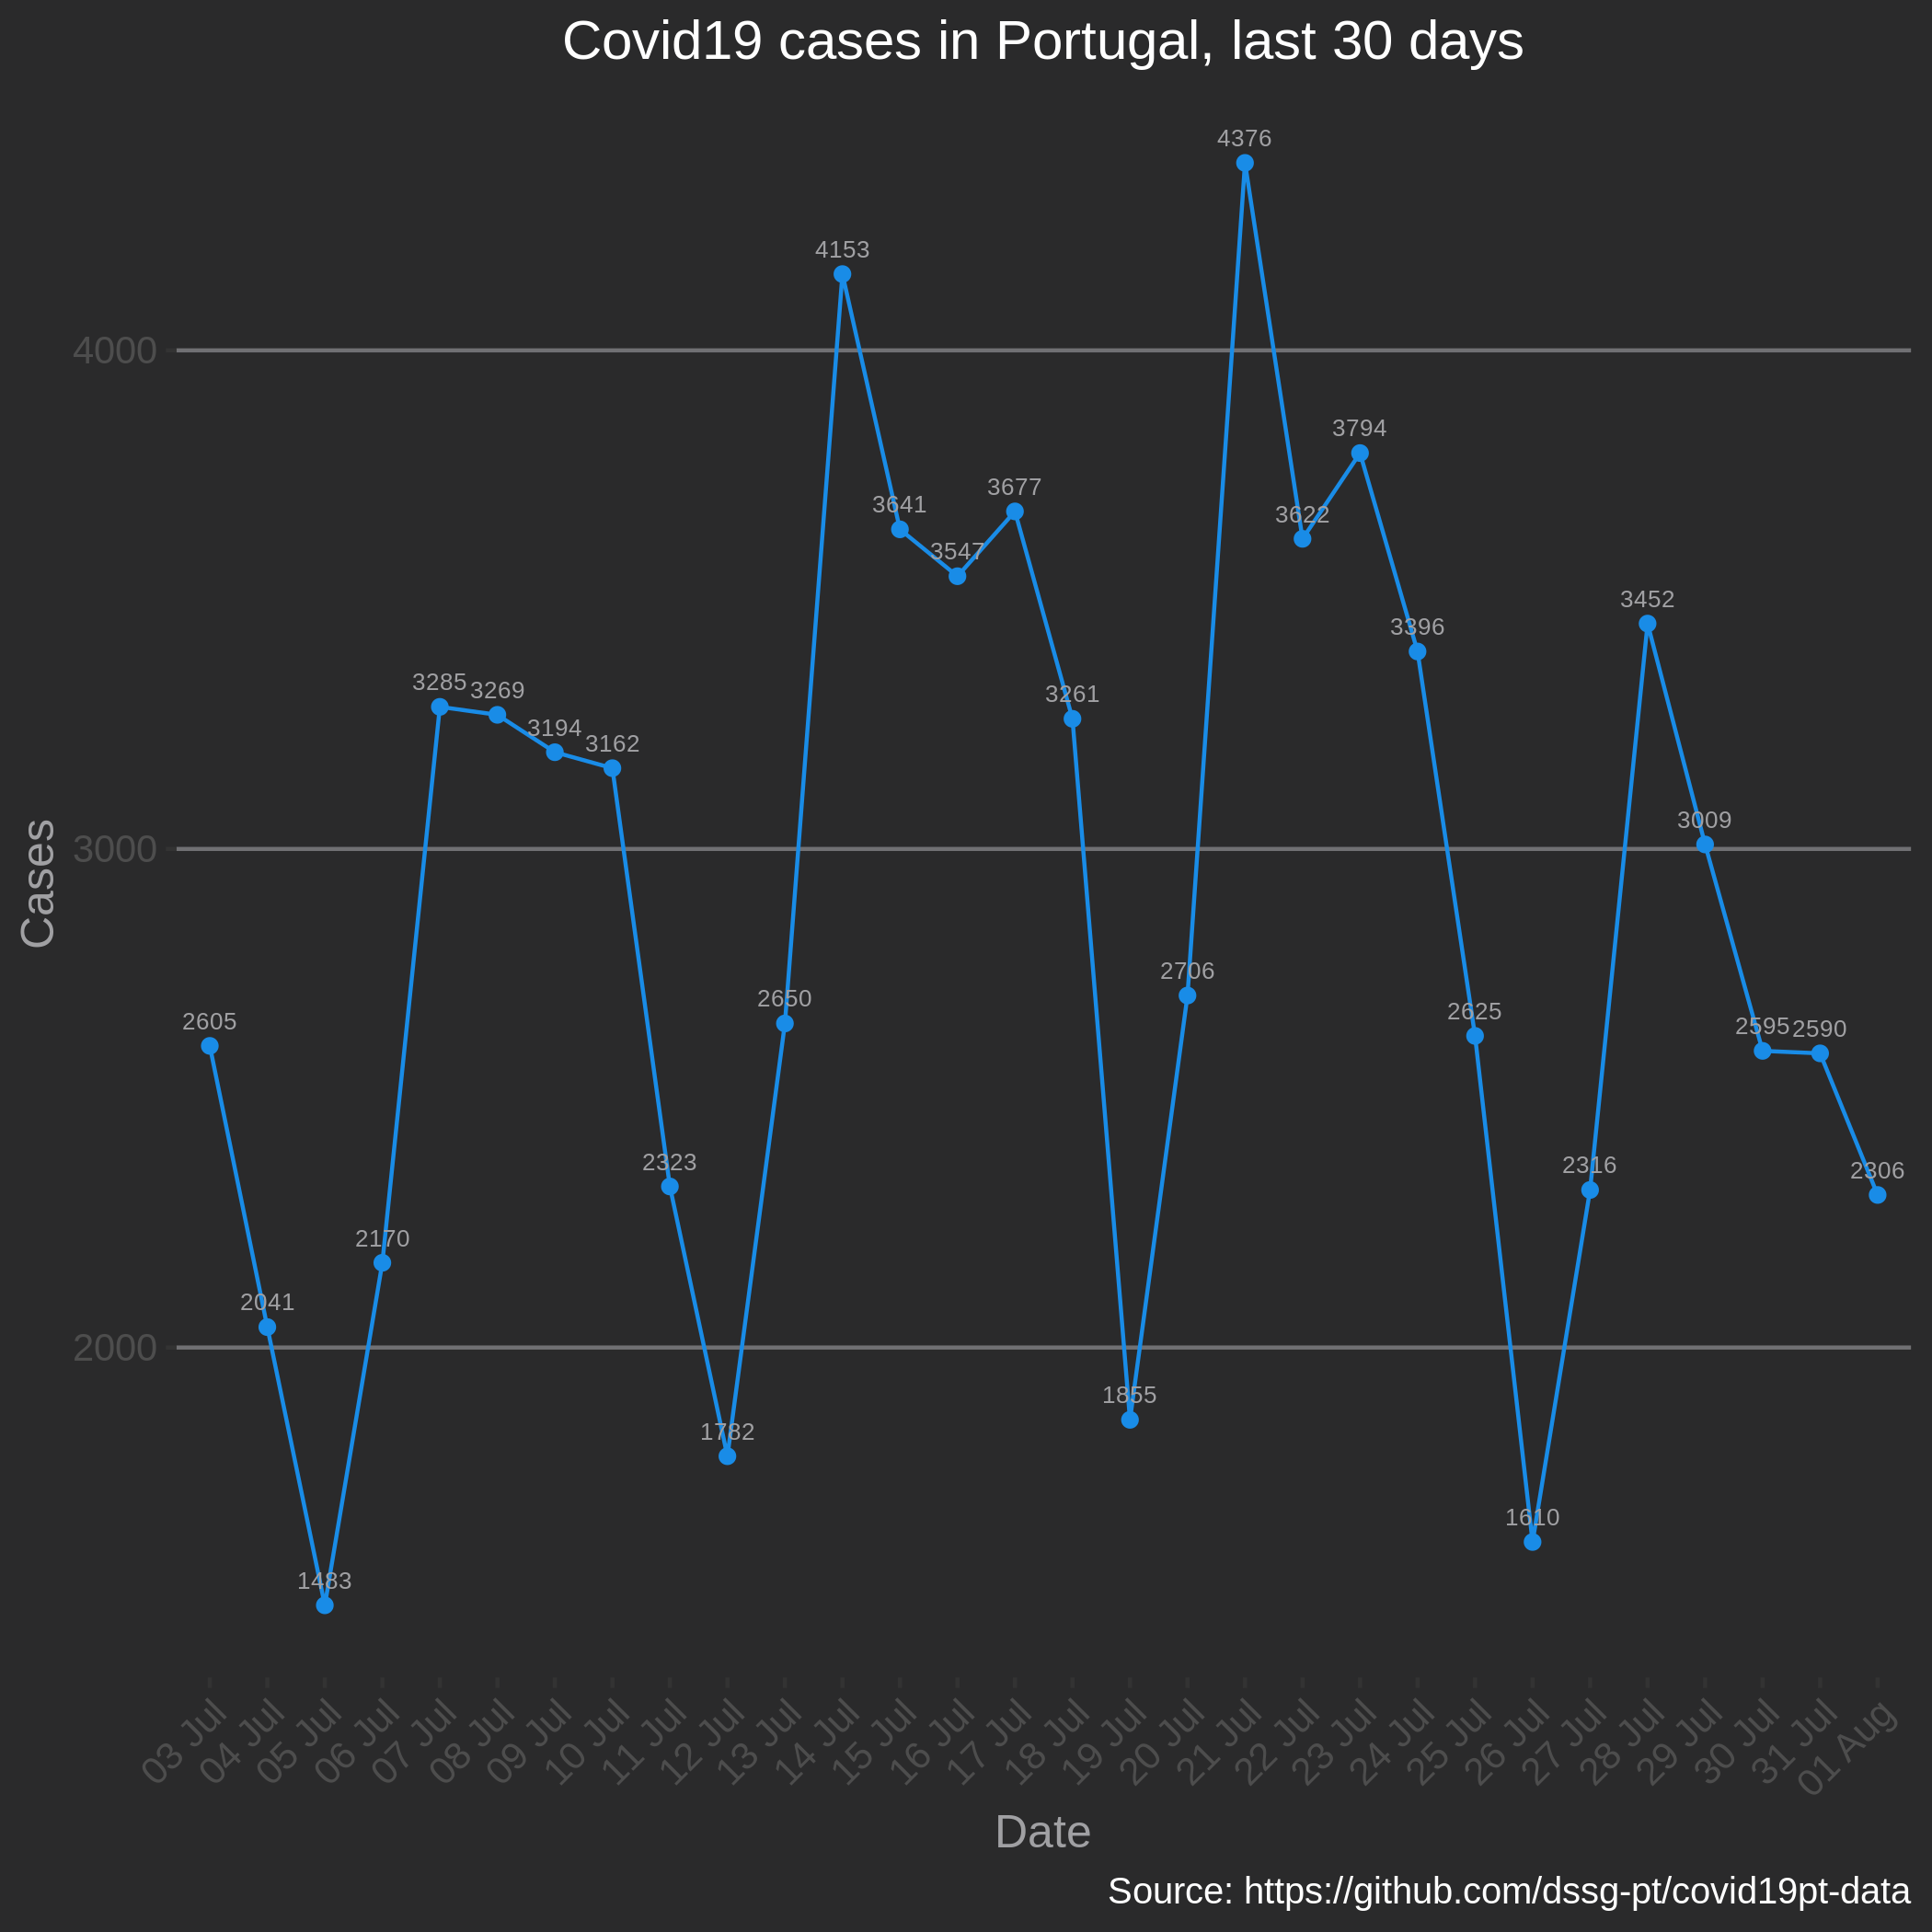 Covid19 cases in Portugal, last 30 days
4376
4153
4000
3794
3677
3641
3622
3547
3452
3396
3285
3269
3261
3194
3162
3009
3000
Cases
2706
2650
2625
2605
2595
2590
2323
2316
2306
2170
2041
2000
1855
1782
1610
1483
03 Jul
04 Jul
05 Jul
06 Jul
07 Jul
08 Jul
09 Jul
10 Jul
11 Jul
12 Jul
13 Jul
14 Jul
15 Jul
16 Jul
17 Jul
18 Jul
19 Jul
20 Jul
21 Jul
22 Jul
23 Jul
24 Jul
25 Jul
26 Jul
27 Jul
28 Jul
29 Jul
30 Jul
31 Jul
01 Aug
Date
Source: https://github.com/dssg-pt/covid19pt-data